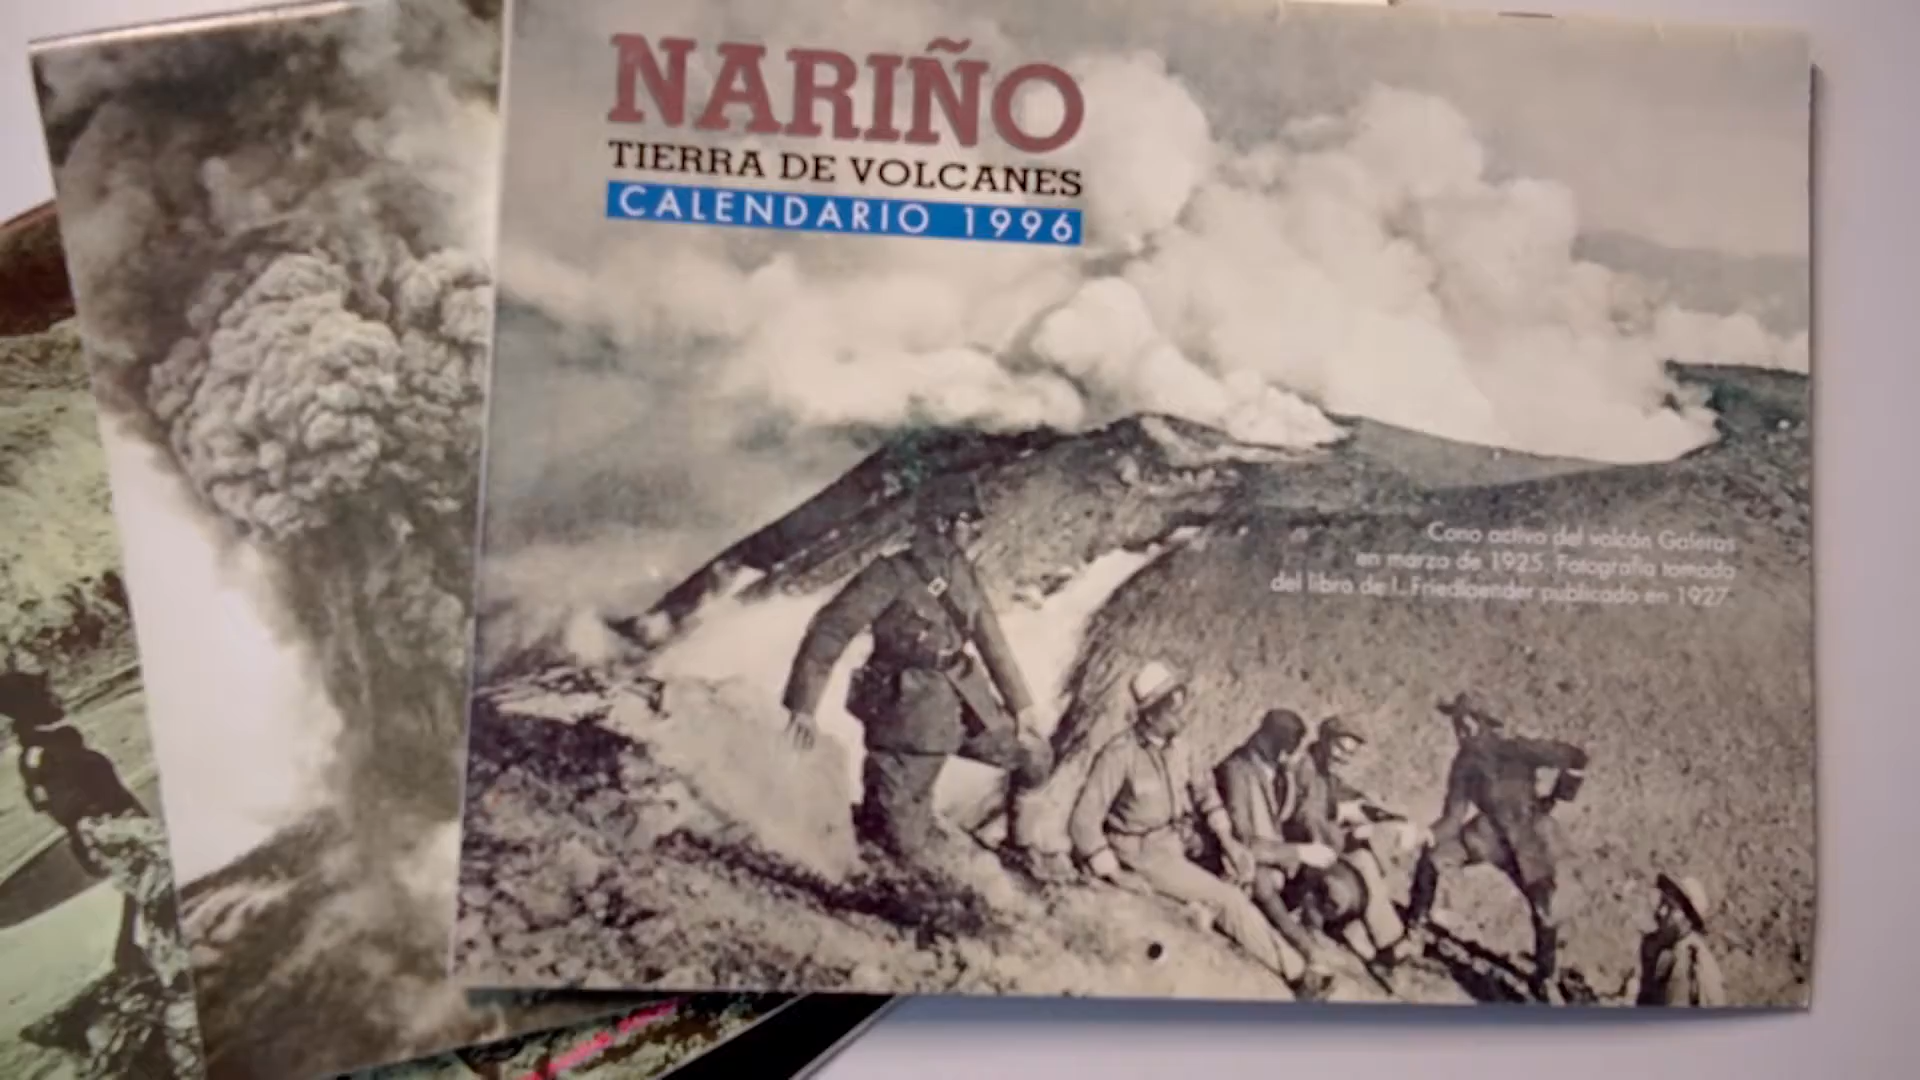 NARIÑO
TIERRA DE VOLCANES
CALENDARIO 1996
Cono activo del volcán Galeras
en marzo de 1925. Fotografía tomada
del libro de I. Friedlaender publicado en 1927